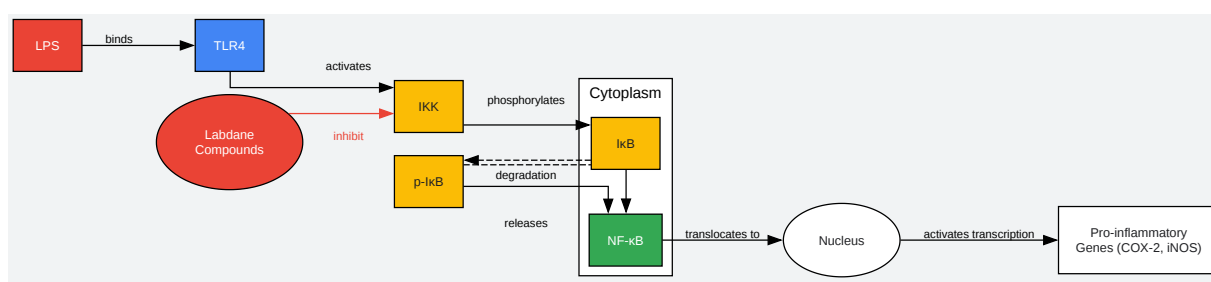 LPS
binds
TLR4
activates
Labdane
Compounds
inhibit
IKK
phosphorylates
Cytoplasm
IκB
p-IκB
degradation
releases
NF-κB
translocates to
Nucleus
activates transcription
Pro-inflammatory
Genes (COX-2, iNOS)